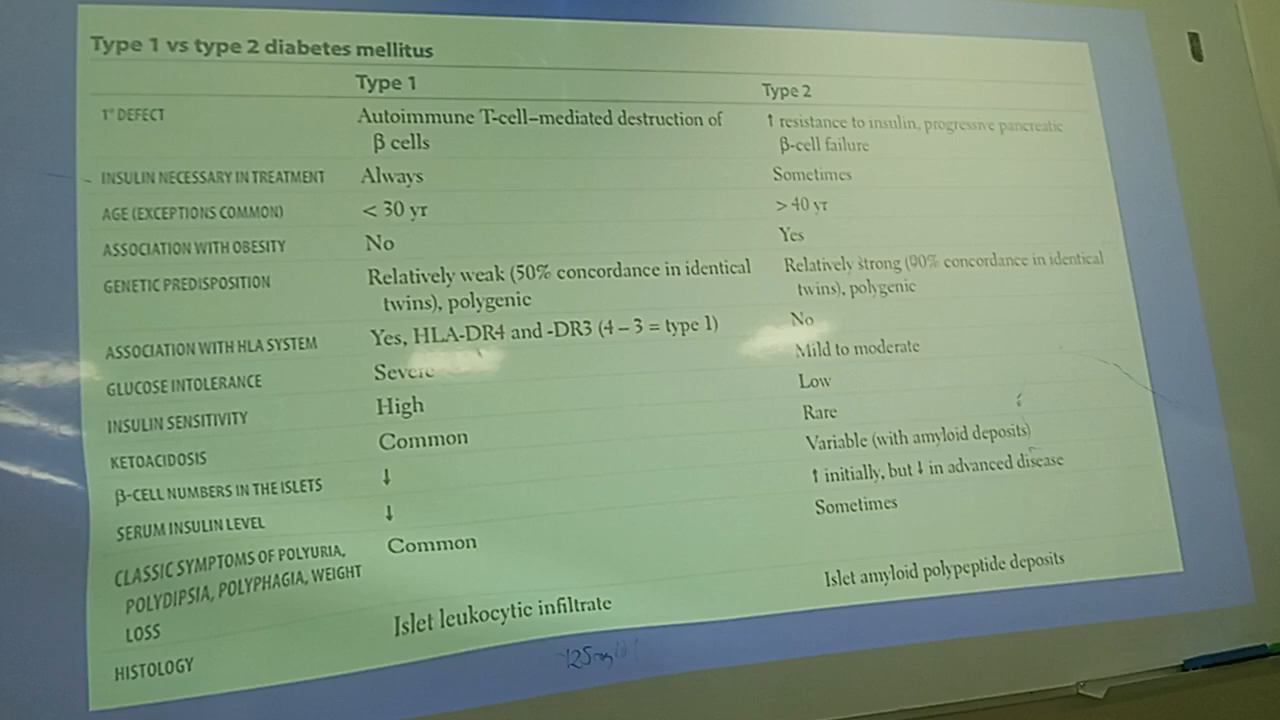 Type 1 vs type 2 diabetes mellitus
Type 1 Type 2
1° DEFECT Autoimmune T-cell–mediated destruction of ↑ resistance to insulin, progressive pancreatic
β cells β-cell failure
INSULIN NECESSARY IN TREATMENT Always Sometimes
AGE (EXCEPTIONS COMMON) < 30 yr > 40 yr
ASSOCIATION WITH OBESITY No Yes
GENETIC PREDISPOSITION Relatively weak (50% concordance in identical Relatively strong (90% concordance in identical
twins), polygenic twins), polygenic
ASSOCIATION WITH HLA SYSTEM Yes, HLA-DR4 and -DR3 (4 – 3 = type 1) No
GLUCOSE INTOLERANCE Severe Mild to moderate
INSULIN SENSITIVITY High Low
KETOACIDOSIS Common Rare
β-CELL NUMBERS IN THE ISLETS ↓ Variable (with amyloid deposits)
SERUM INSULIN LEVEL ↓ ↑ initially, but ↓ in advanced disease
CLASSIC SYMPTOMS OF POLYURIA, Common Sometimes
POLYDIPSIA, POLYPHAGIA, WEIGHT
LOSS
HISTOLOGY Islet leukocytic infiltrate Islet amyloid polypeptide deposits